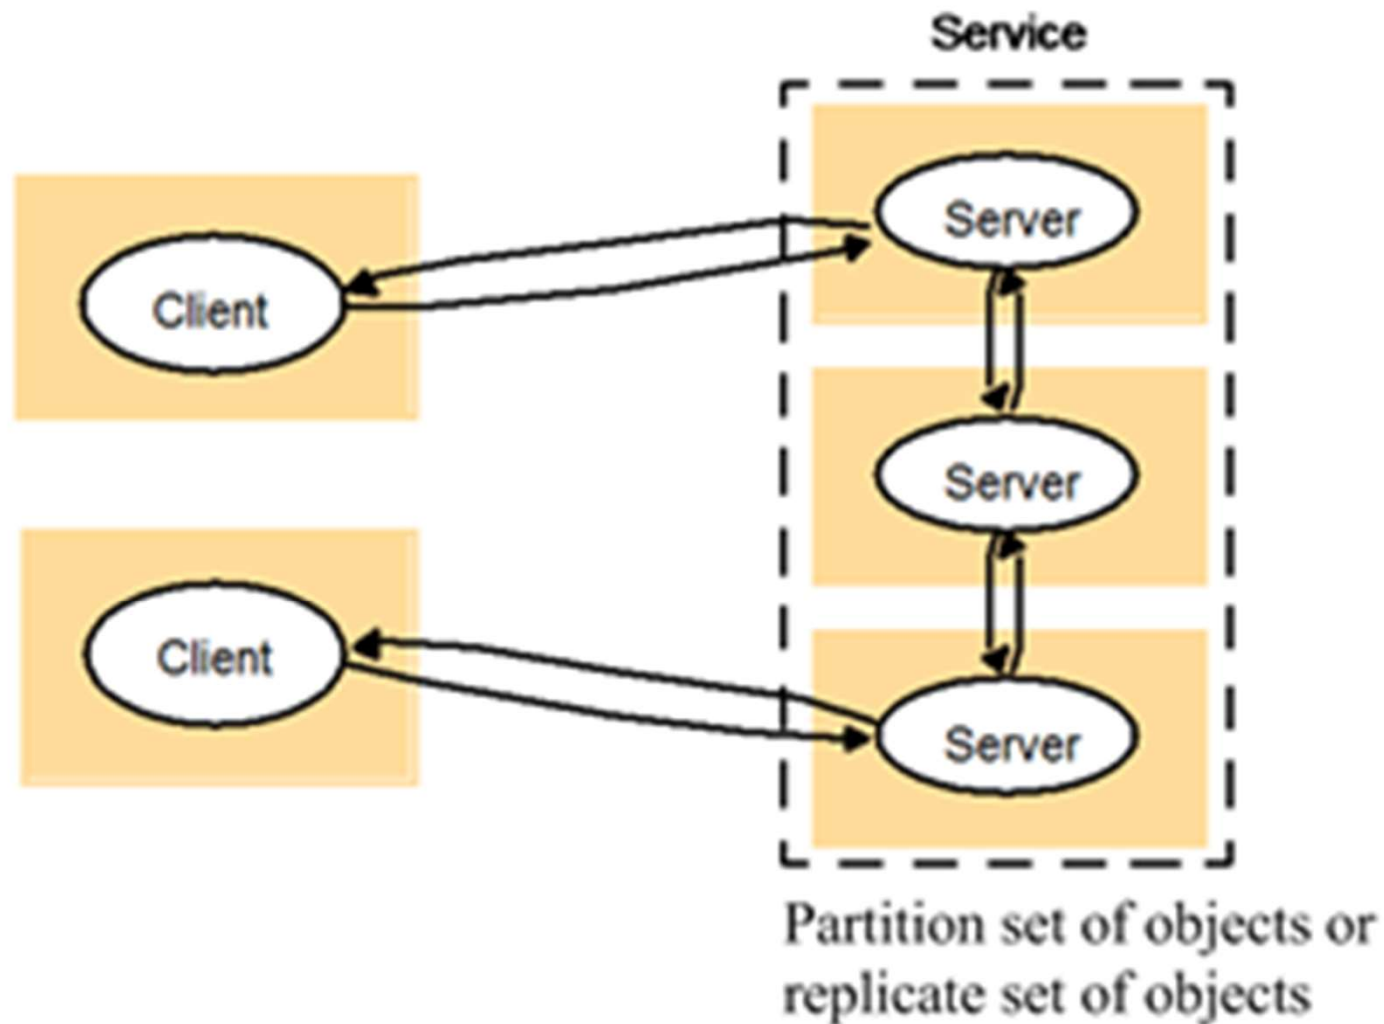 Service
Server
Client
Server
Client
Server
Partition set of objects or
replicate set of objects